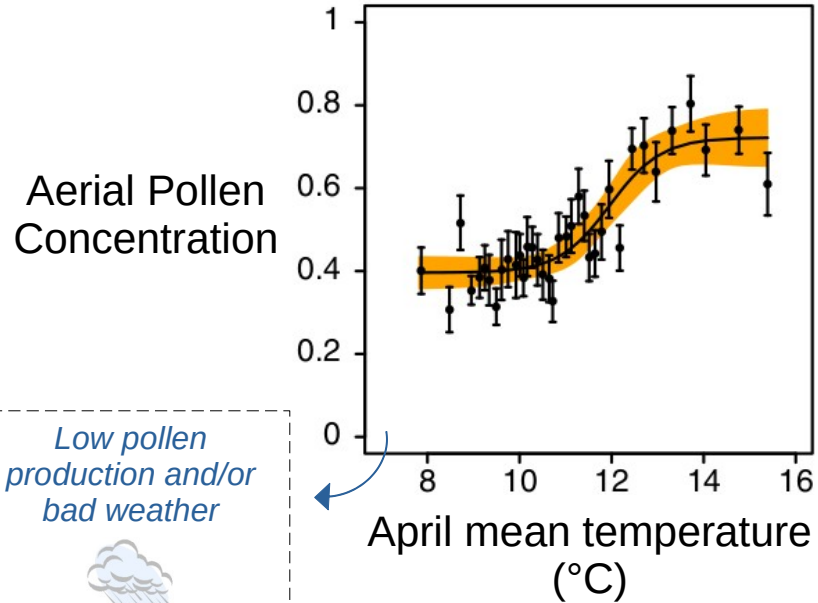 1
0.8
0.6
0.4
0.2
0
Aerial Pollen
Concentration
8 10 12 14 16
April mean temperature
(°C)
Low pollen
production and/or
bad weather